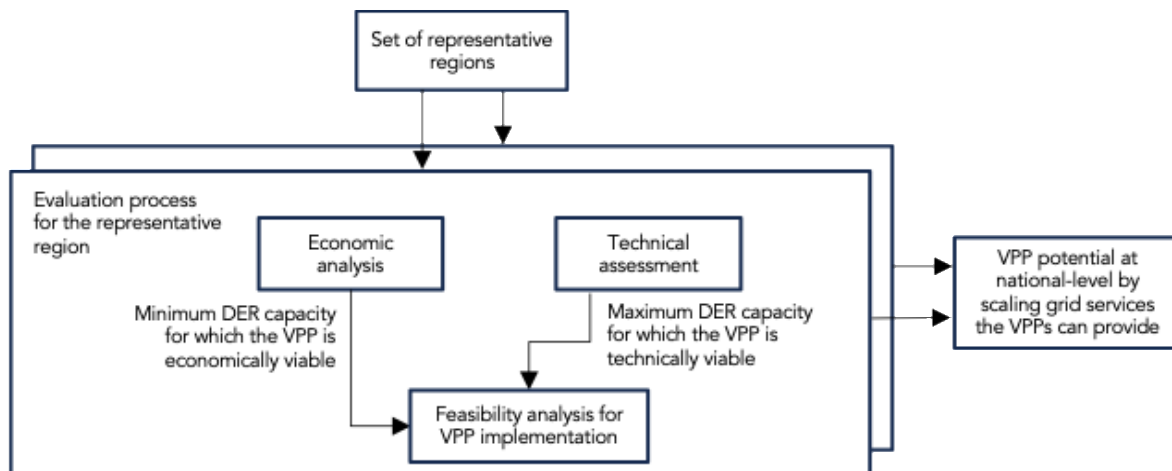 Set of representative
regions
Evaluation process
for the representative
region
Economic
analysis
Technical
assessment
Minimum DER capacity
for which the VPP is
economically viable
Maximum DER capacity
for which the VPP is
technically viable
Feasibility analysis for
VPP implementation
VPP potential at
national-level by
scaling grid services
the VPPs can provide